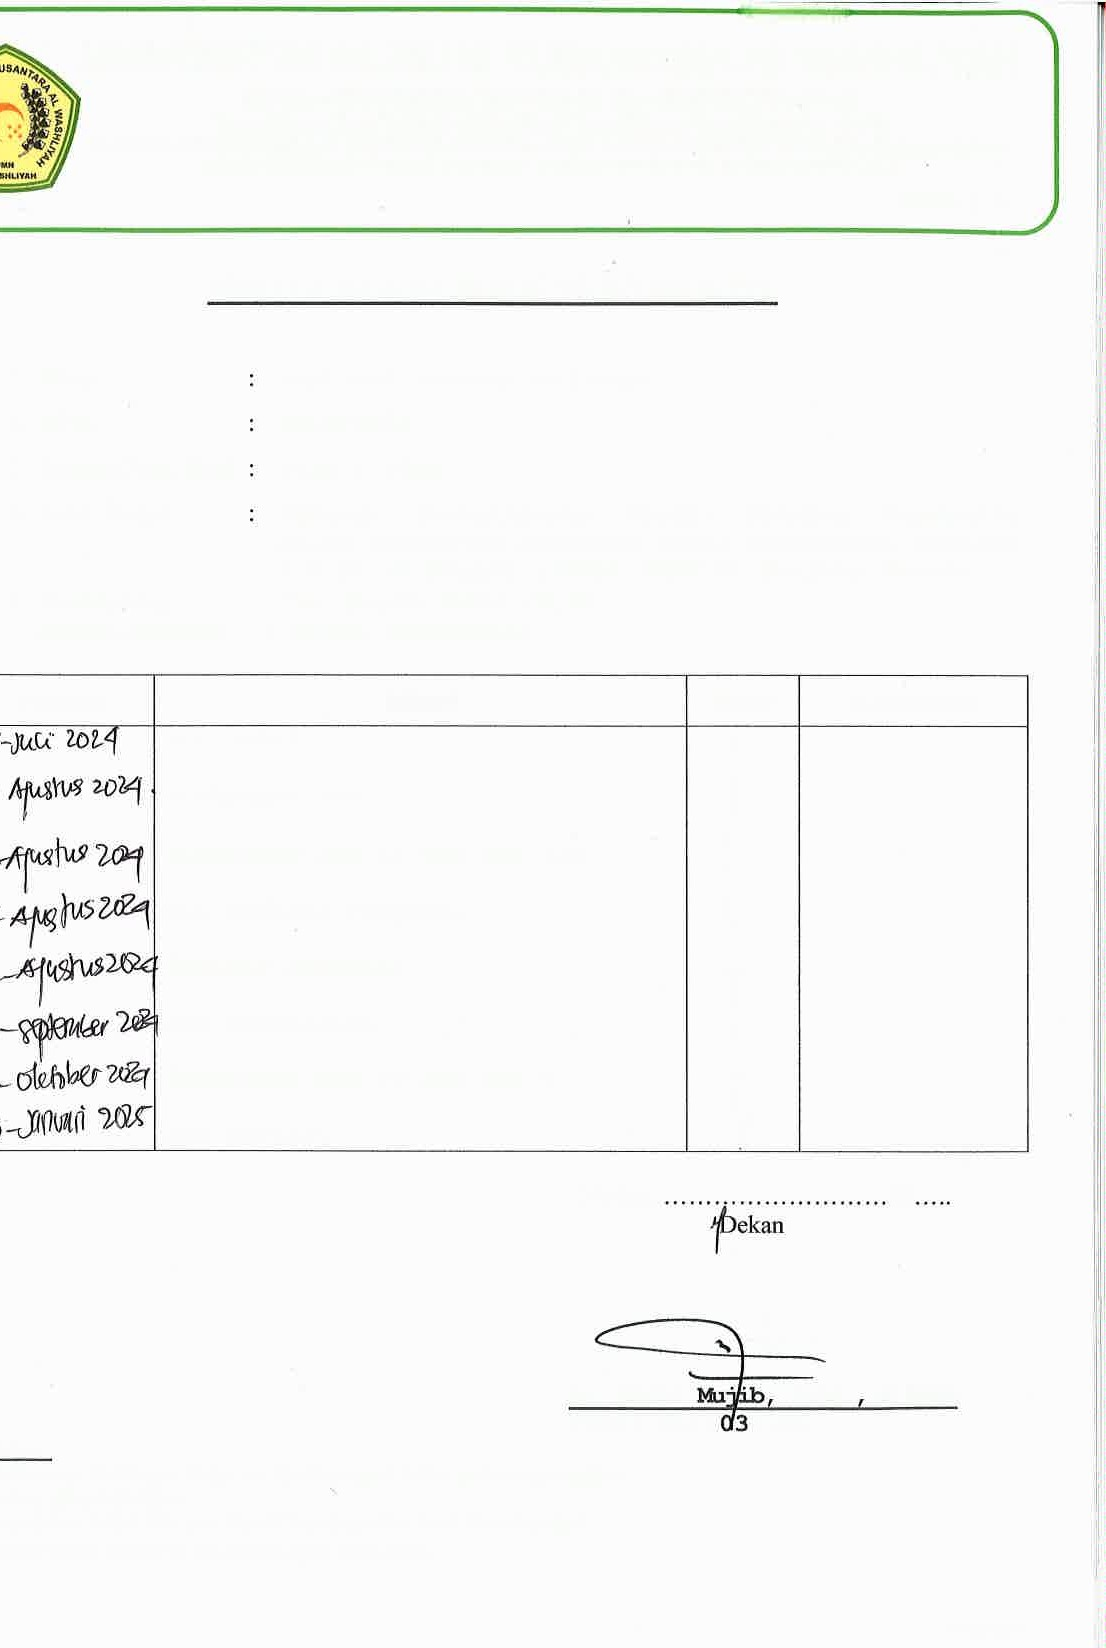 USANTARA AL WASHLIYAH
UMN
SHLIYAH
:
:
:
:
-Juli 2024
Agustus 2024
-Agustus 2024
- Agustus 2024
-Agustus 2024
-September 2024
- Oktober 2024
-Januari 2025
.......................... .....
Dekan
Mujib, ,
03